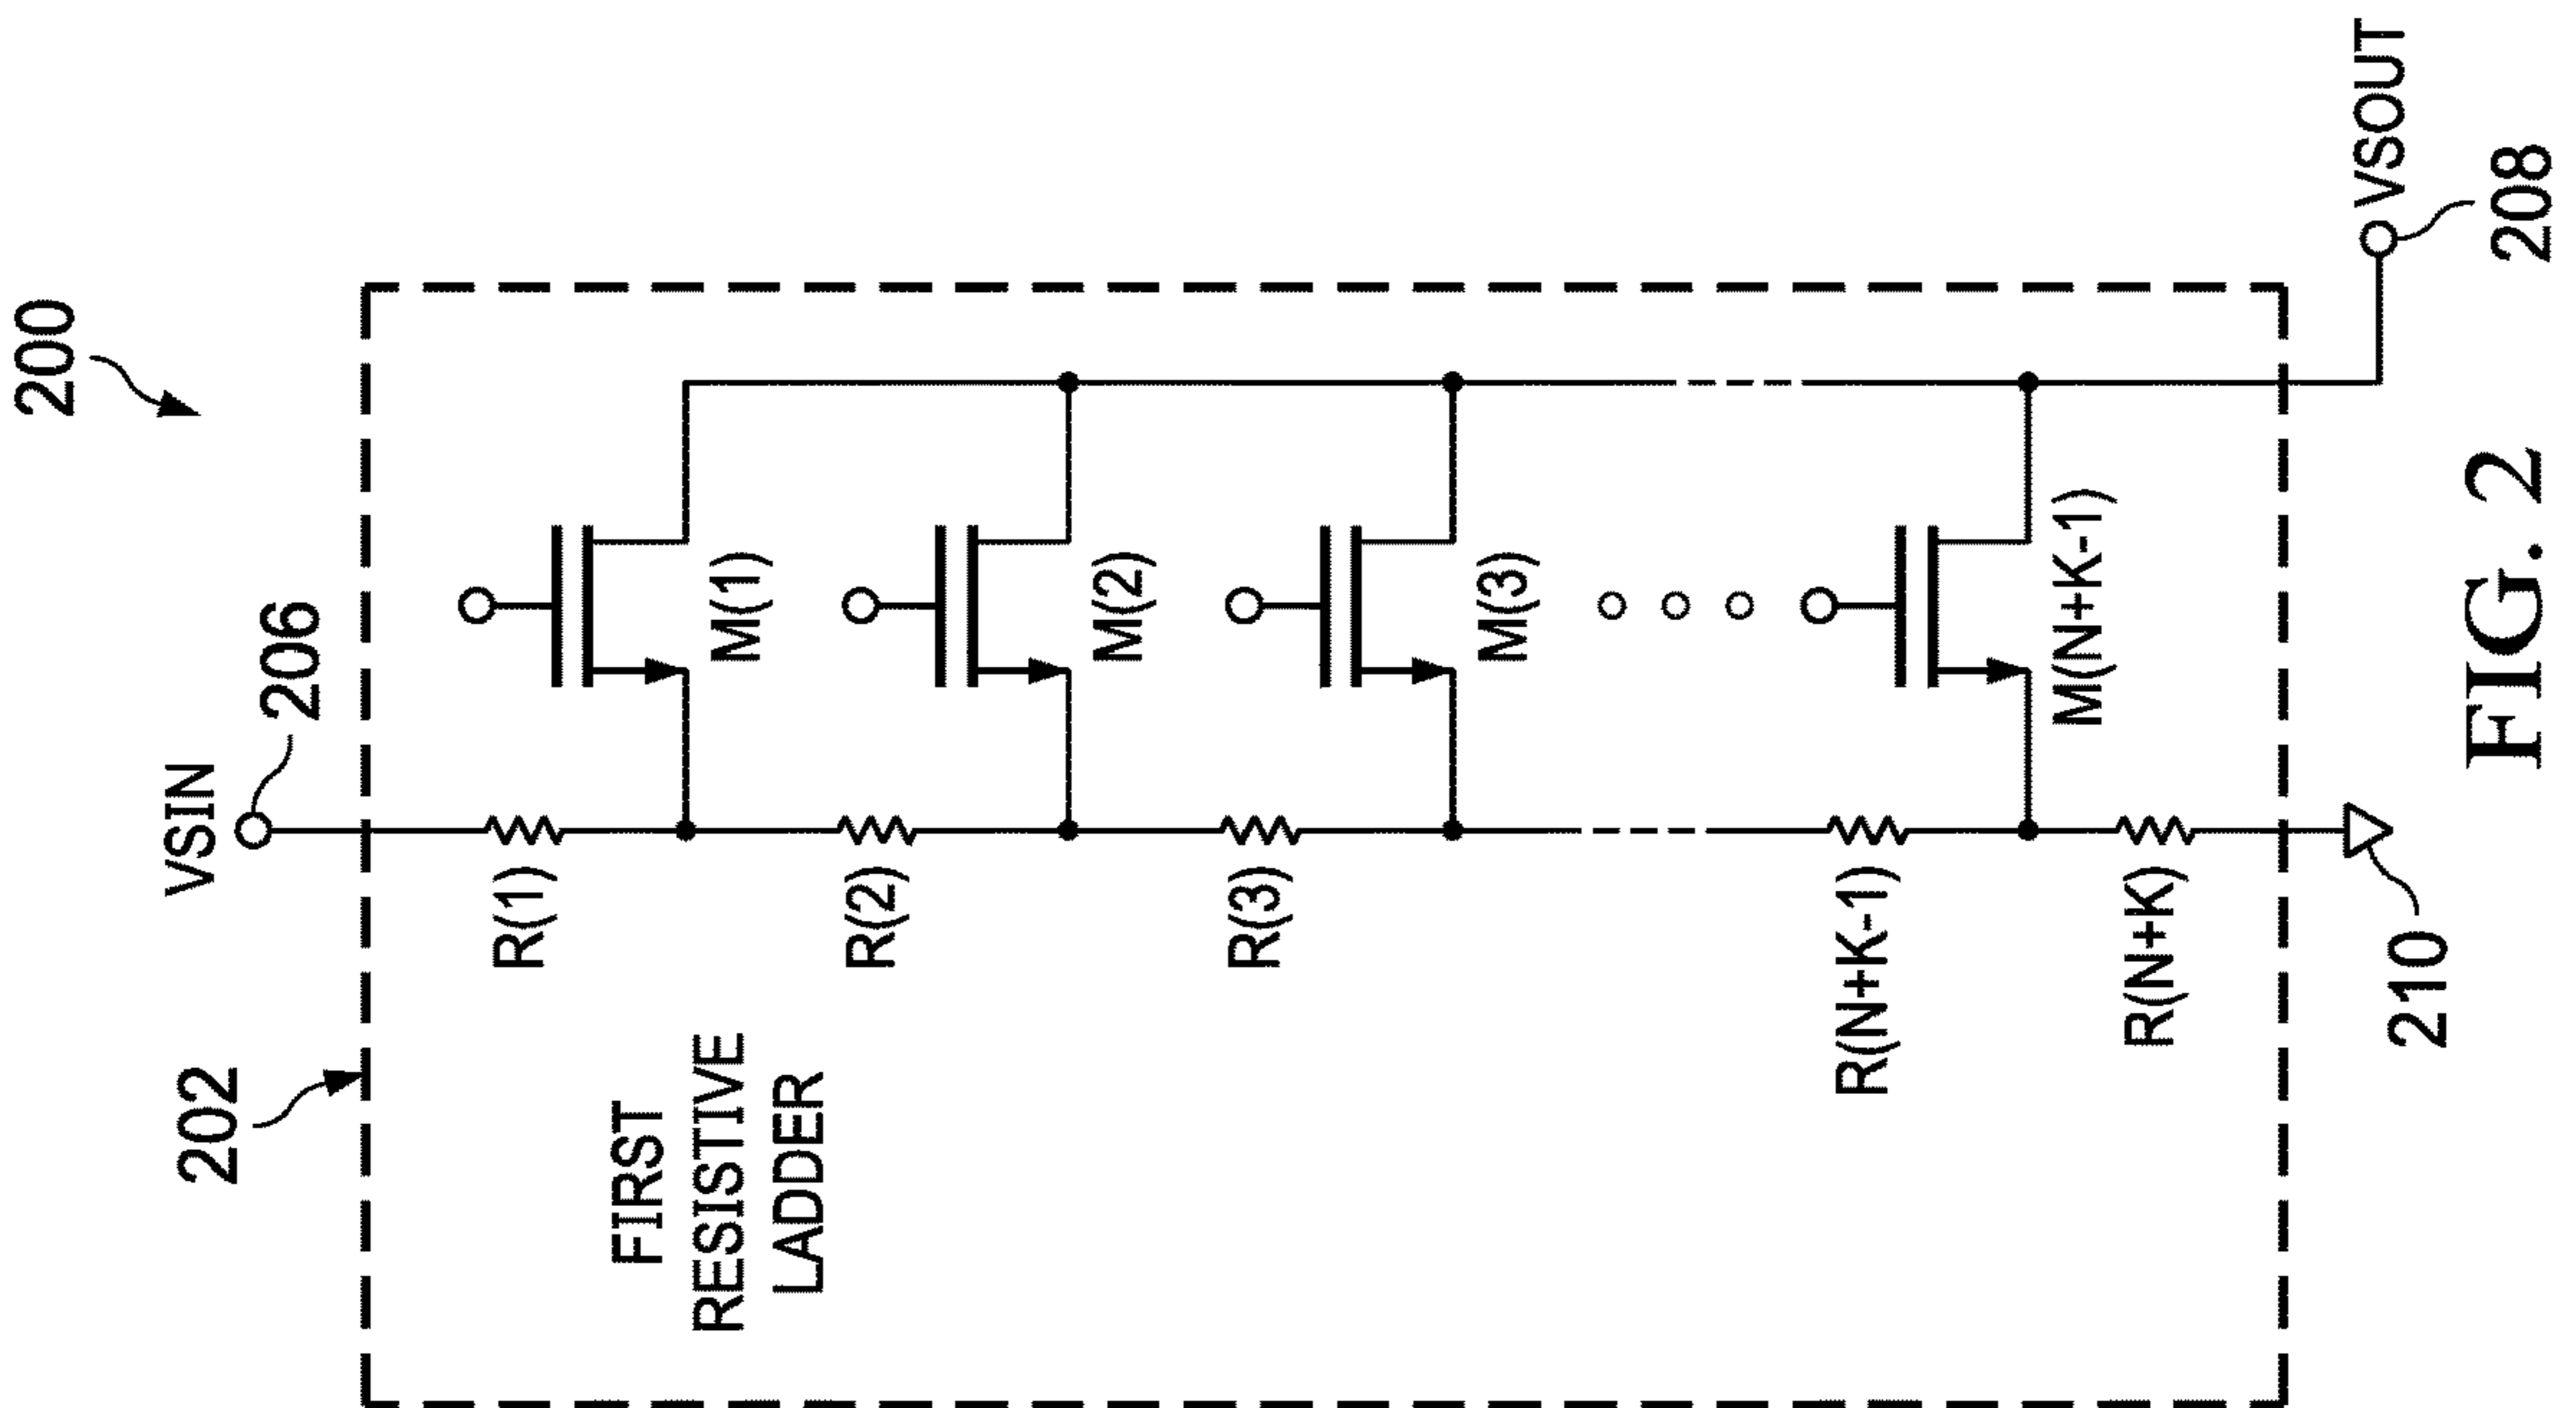 200
202
VSIN
206
FIRST
RESISTIVE
LADDER
R(1)
M(1)
R(2)
M(2)
R(3)
M(3)
R(N+K-1)
M(N+K-1)
R(N+K)
210
VSOUT
208
FIG. 2